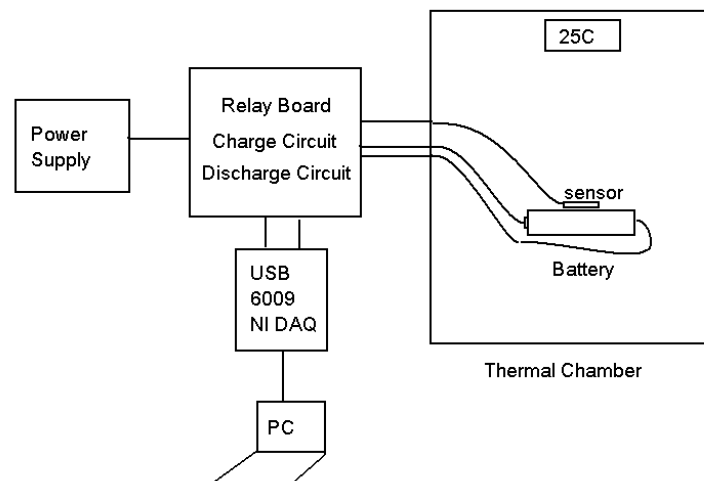 25C
Relay Board
Charge Circuit
Discharge Circuit
Power
Supply
sensor
Battery
USB
6009
NI DAQ
Thermal Chamber
PC